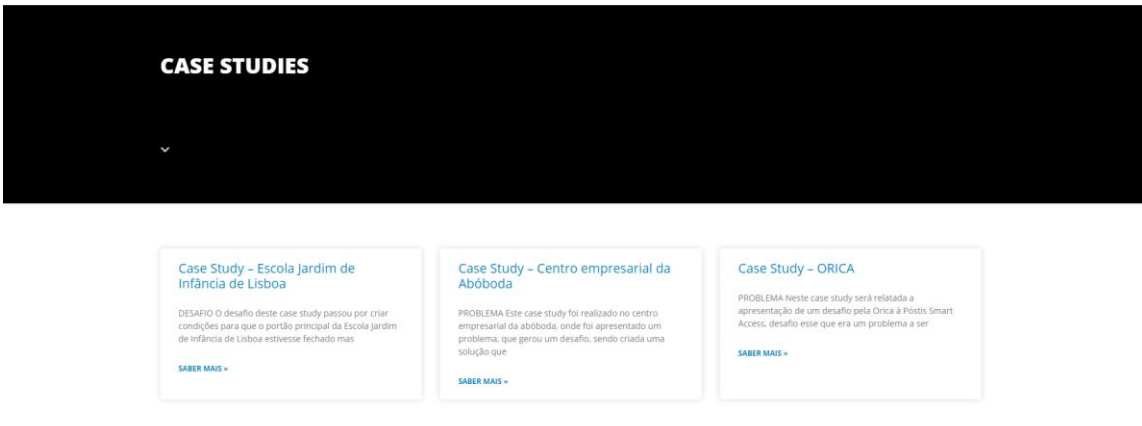 CASE STUDIES
Case Study – Escola Jardim de
Infância de Lisboa
DESAFIO O desafio deste case study passou por criar
condições para que o portão principal da Escola Jardim
de Infância de Lisboa estivesse fechado mas
SABER MAIS »
Case Study – Centro empresarial da
Abóboda
PROBLEMA Este case study foi realizado no centro
empresarial da abóboda, onde foi apresentado um
problema, que gerou um desafio, sendo criada uma
solução que
SABER MAIS »
Case Study – ORICA
PROBLEMA Neste case study será relatada a
apresentação de um desafio pela Orica à Póstis Smart
Access, desafio esse que era um problema a ser
SABER MAIS »